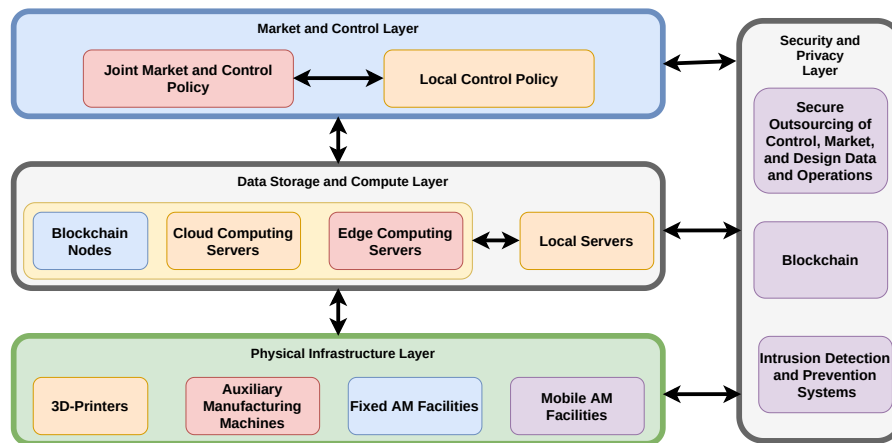 Market and Control Layer
Joint Market and Control
Policy
Local Control Policy
Data Storage and Compute Layer
Blockchain
Nodes
Cloud Computing
Servers
Edge Computing
Servers
Local Servers
Physical Infrastructure Layer
3D-Printers
Auxiliary
Manufacturing
Machines
Fixed AM Facilities
Mobile AM
Facilities
Security and
Privacy
Layer
Secure
Outsourcing of
Control, Market,
and Design Data
and Operations
Blockchain
Intrusion Detection
and Prevention
Systems